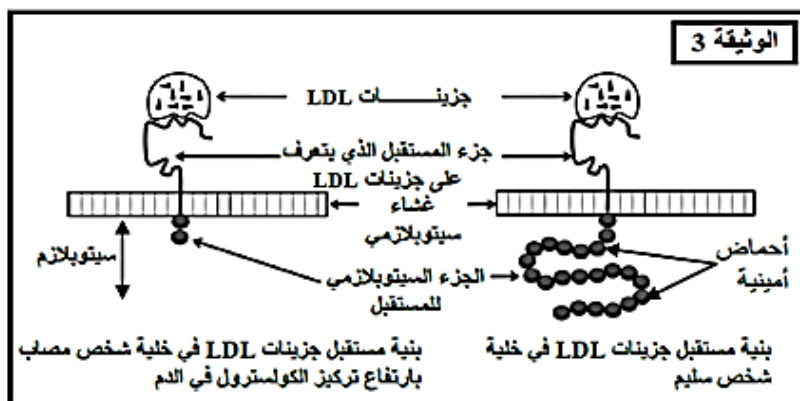 الوثيقة 3
جزيئـــــات LDL
جزء المستقبل الذي يتعرف
على جزيئات LDL
غشاء
سيتوبلازمي
سيتوبلازم
الجزء السيتوبلازمي
للمستقبل
أحماض
أمينية
بنية مستقبل جزيئات LDL في خلية
شخص سليم
بنية مستقبل جزيئات LDL في خلية شخص مصاب
بارتفاع تركيز الكولسترول في الدم